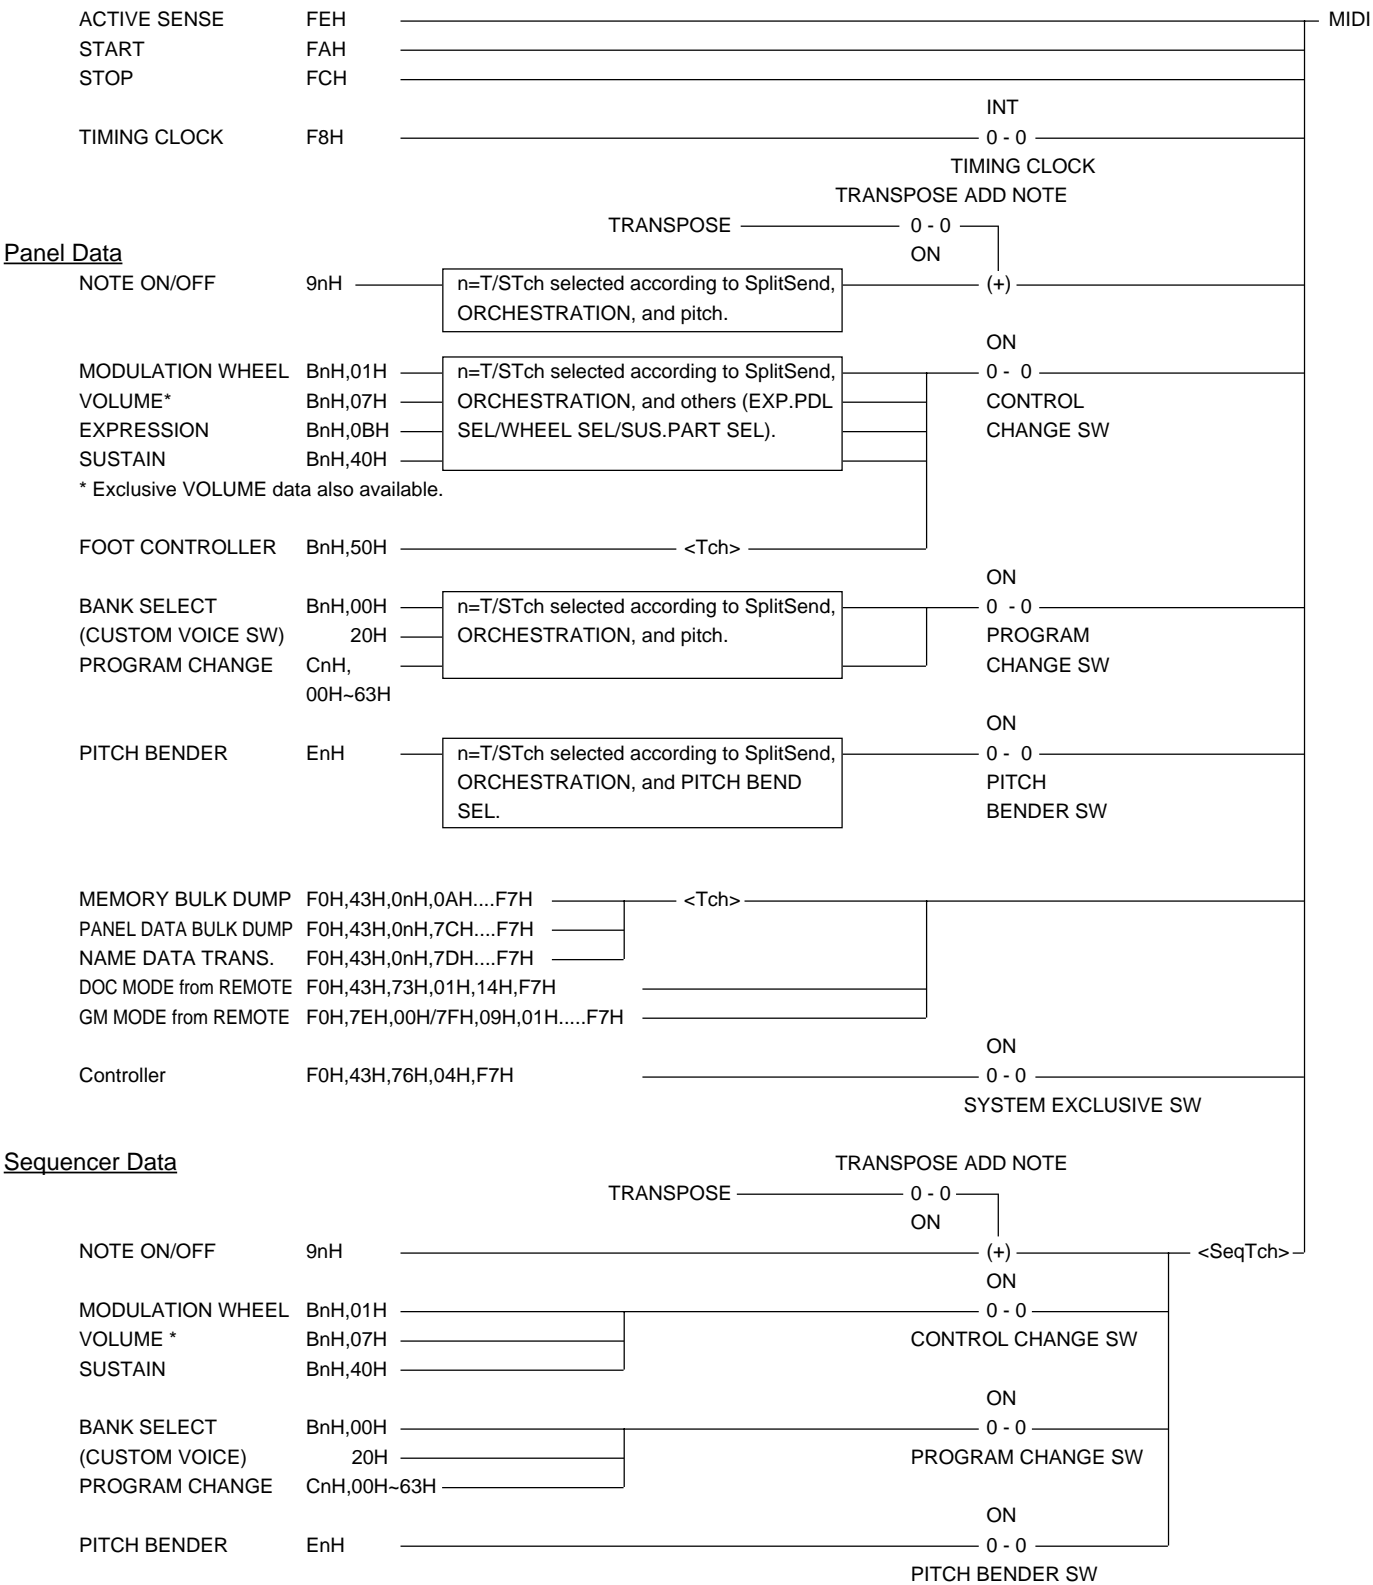 ACTIVE SENSE FEH MIDI
START FAH
STOP FCH
INT
TIMING CLOCK F8H 0 - 0
TIMING CLOCK
TRANSPOSE ADD NOTE
TRANSPOSE 0 - 0
Panel Data ON
NOTE ON/OFF 9nH n=T/STch selected according to SplitSend, (+)
ORCHESTRATION, and pitch.
ON
MODULATION WHEEL BnH,01H n=T/STch selected according to SplitSend, 0 - 0
VOLUME* BnH,07H ORCHESTRATION, and others (EXP.PDL CONTROL
EXPRESSION BnH,0BH SEL/WHEEL SEL/SUS.PART SEL). CHANGE SW
SUSTAIN BnH,40H
* Exclusive VOLUME data also available.
FOOT CONTROLLER BnH,50H <Tch>
ON
BANK SELECT BnH,00H n=T/STch selected according to SplitSend, 0 - 0
(CUSTOM VOICE SW) 20H ORCHESTRATION, and pitch. PROGRAM
PROGRAM CHANGE CnH, CHANGE SW
00H~63H
ON
PITCH BENDER EnH n=T/STch selected according to SplitSend, 0 - 0
ORCHESTRATION, and PITCH BEND PITCH
SEL. BENDER SW
MEMORY BULK DUMP F0H,43H,0nH,0AH....F7H <Tch>
PANEL DATA BULK DUMP F0H,43H,0nH,7CH....F7H
NAME DATA TRANS. F0H,43H,0nH,7DH....F7H
DOC MODE from REMOTE F0H,43H,73H,01H,14H,F7H
GM MODE from REMOTE F0H,7EH,00H/7FH,09H,01H.....F7H
ON
Controller F0H,43H,76H,04H,F7H 0 - 0
SYSTEM EXCLUSIVE SW
Sequencer Data TRANSPOSE ADD NOTE
TRANSPOSE 0 - 0
ON
NOTE ON/OFF 9nH (+) <SeqTch>
ON
MODULATION WHEEL BnH,01H 0 - 0
VOLUME * BnH,07H CONTROL CHANGE SW
SUSTAIN BnH,40H
ON
BANK SELECT BnH,00H 0 - 0
(CUSTOM VOICE) 20H PROGRAM CHANGE SW
PROGRAM CHANGE CnH,00H~63H
ON
PITCH BENDER EnH 0 - 0
PITCH BENDER SW